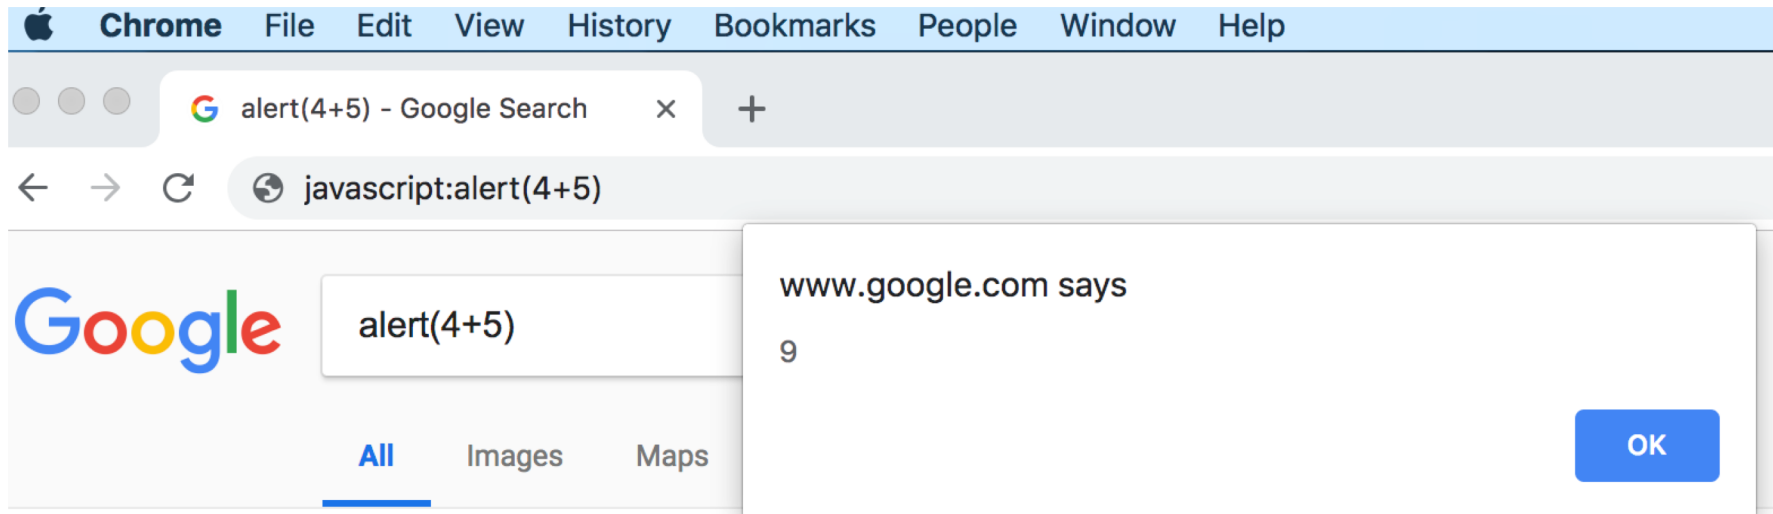 Chrome File Edit View History Bookmarks People Window Help
alert(4+5) - Google Search
javascript:alert(4+5)
Google
alert(4+5)
All Images Maps
www.google.com says
9
OK